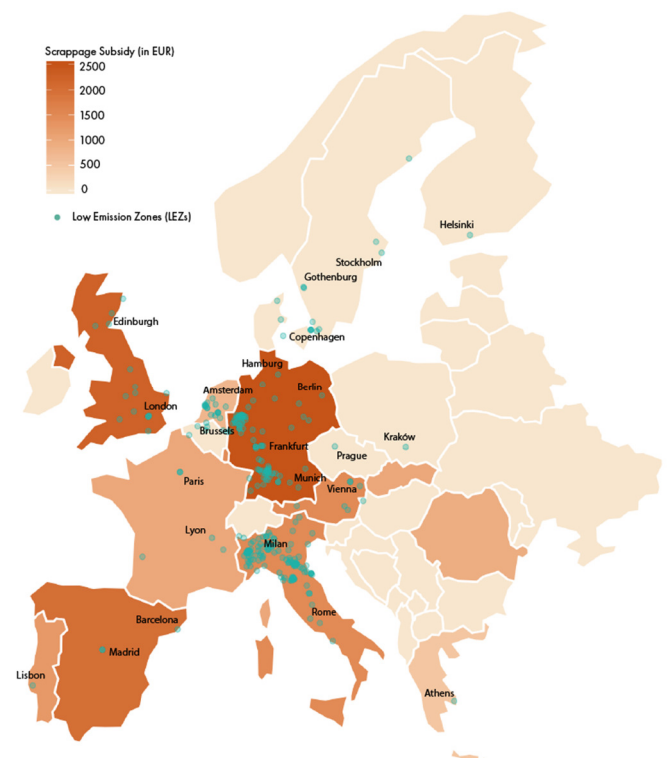 Scrappage Subsidy (in EUR)
2500
2000
1500
1000
500
0
Low Emission Zones (LEZs)
Helsinki
Stockholm
Gothenburg
Edinburgh
Copenhagen
Hamburg
Berlin
Amsterdam
London
Brussels
Kraków
Frankfurt
Prague
Paris
Munich
Vienna
Lyon
Milan
Rome
Barcelona
Madrid
Lisbon
Athens